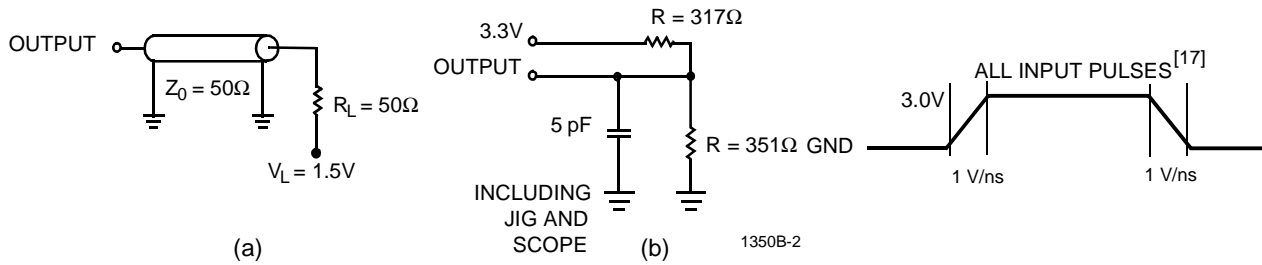 OUTPUT
Z0 = 50Ω
RL = 50Ω
VL = 1.5V
(a)
R = 317Ω
3.3V
OUTPUT
5 pF
R = 351Ω
INCLUDING
JIG AND
SCOPE
(b)
1350B-2
ALL INPUT PULSES[17]
3.0V
GND
1 V/ns
1 V/ns